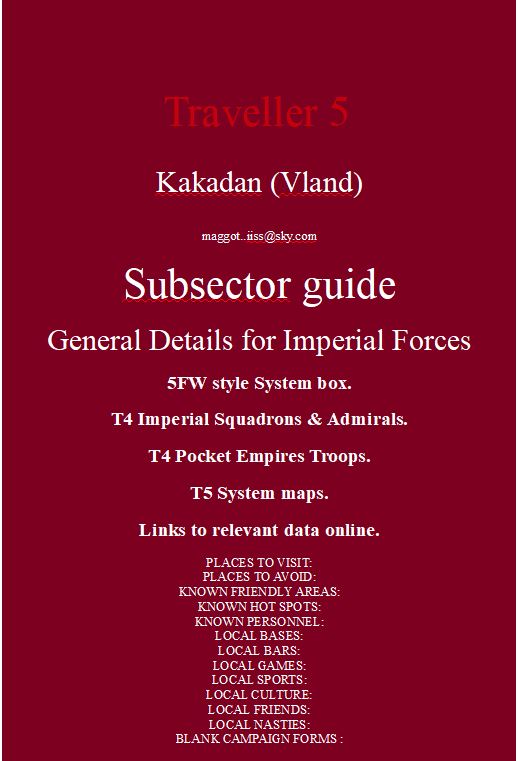 Traveller 5
Kakadan (Vland)
maggot..iiss@sky.com
Subsector guide
General Details for Imperial Forces
5FW style System box.
T4 Imperial Squadrons & Admirals.
T4 Pocket Empires Troops.
T5 System maps.
Links to relevant data online.
PLACES TO VISIT:
PLACES TO AVOID:
KNOWN FRIENDLY AREAS:
KNOWN HOT SPOTS:
KNOWN PERSONNEL:
LOCAL BASES:
LOCAL BARS:
LOCAL GAMES:
LOCAL SPORTS:
LOCAL CULTURE:
LOCAL FRIENDS:
LOCAL NASTIES:
BLANK CAMPAIGN FORMS :